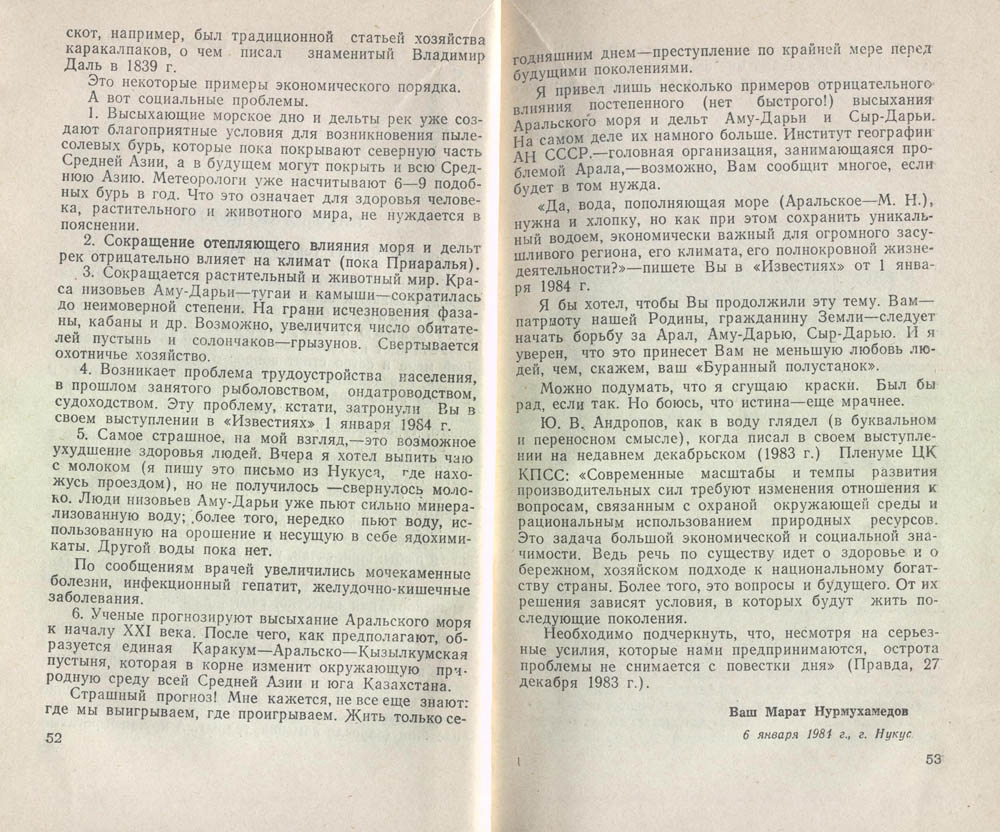 скот, например, был традиционной статьей хозяйства
каракалпаков, о чем писал знаменитый Владимир
Даль в 1839 г.
Это некоторые примеры экономического порядка.
А вот социальные проблемы.
1. Высыхающие морское дно и дельты рек уже соз-
дают благоприятные условия для возникновения пыле-
солевых бурь, которые пока покрывают северную часть
Средней Азии, а в будущем могут покрыть и всю Сред-
нюю Азию. Метеорологи уже насчитывают 6—9 подоб-
ных бурь в год. Что это означает для здоровья челове-
ка, растительного и животного мира, не нуждается в
пояснении.
2. Сокращение отепляющего влияния моря и дельт
рек отрицательно влияет на климат (пока Приаралья).
3. Сокращается растительный и животный мир. Кра-
са низовьев Аму-Дарьи—тугаи и камыши—сократилась
до неимоверной степени. На грани исчезновения фаза-
ны, кабаны и др. Возможно, увеличится число обитате-
лей пустынь и солончаков—грызунов. Свертывается
охотничье хозяйство.
4. Возникает проблема трудоустройства населения,
в прошлом занятого рыболовством, ондатроводством,
судоходством. Эту проблему, кстати, затронули Вы в
своем выступлении в «Известиях» 1 января 1984 г.
5. Самое страшное, на мой взгляд,—это возможное
ухудшение здоровья людей. Вчера я хотел выпить чаю
с молоком (я пишу это письмо из Нукуса, где нахо-
жусь проездом), но не получилось —свернулось моло-
ко. Люди низовьев Аму-Дарьи уже пьют сильно минера-
лизованную воду; более того, нередко пьют воду, ис-
пользованную на орошение и несущую в себе ядохими-
каты. Другой воды пока нет.
По сообщениям врачей увеличились мочекаменные
болезни, инфекционный гепатит, желудочно-кишечные
заболевания.
6. Ученые прогнозируют высыхание Аральского моря
к началу XXI века. После чего, как предполагают, об-
разуется единая Каракум—Аральско—Кызылкумская
пустыня, которая в корне изменит окружающую при-
родную среду всей Средней Азии и юга Казахстана.
Страшный прогноз! Мне кажется, не все еще знают:
где мы выигрываем, где проигрываем. Жить только се-
52
годняшним днем—преступление по крайней мере перед
будущими поколениями.
Я привел лишь несколько примеров отрицательного
влияния постепенного (нет быстрого!) высыхания
Аральского моря и дельт Аму-Дарьи и Сыр-Дарьи.
На самом деле их намного больше. Институт географии
АН СССР.—головная организация, занимающаяся про-
блемой Арала,—возможно, Вам сообщит многое, если
будет в том нужда.
«Да, вода, пополняющая море (Аральское—М. Н.),
нужна и хлопку, но как при этом сохранить уникаль-
ный водоем, экономически важный для огромного засу-
шливого региона, его климата, его полнокровной жизне-
деятельности?»—пишете Вы в «Известиях» от 1 янва-
ря 1984 г.
Я бы хотел, чтобы Вы продолжили эту тему. Вам—
патриоту нашей Родины, гражданину Земли—следует
начать борьбу за Арал, Аму-Дарью, Сыр-Дарью. И я
уверен, что это принесет Вам не меньшую любовь лю-
дей, чем, скажем, ваш «Буранный полустанок».
Можно подумать, что я сгущаю краски. Был бы
рад, если так. Но боюсь, что истина—еще мрачнее.
Ю. В. Андропов, как в воду глядел (в буквальном
и переносном смысле), когда писал в своем выступле-
нии на недавнем декабрьском (1983 г.) Пленуме ЦК
КПСС: «Современные масштабы и темпы развития
производительных сил требуют изменения отношения к
вопросам, связанным с охраной окружающей среды и
рациональным использованием природных ресурсов.
Это задача большой экономической и социальной зна-
чимости. Ведь речь по существу идет о здоровье и о
бережном, хозяйском подходе к национальному богат-
ству страны. Более того, это вопросы и будущего. От их
решения зависят условия, в которых будут жить по-
следующие поколения.
Необходимо подчеркнуть, что, несмотря на серьез-
ные усилия, которые нами предпринимаются, острота
проблемы не снимается с повестки дня» (Правда, 27
декабря 1983 г.).
Ваш Марат Нурмухамедов
6 января 1984 г., г. Нукус
53